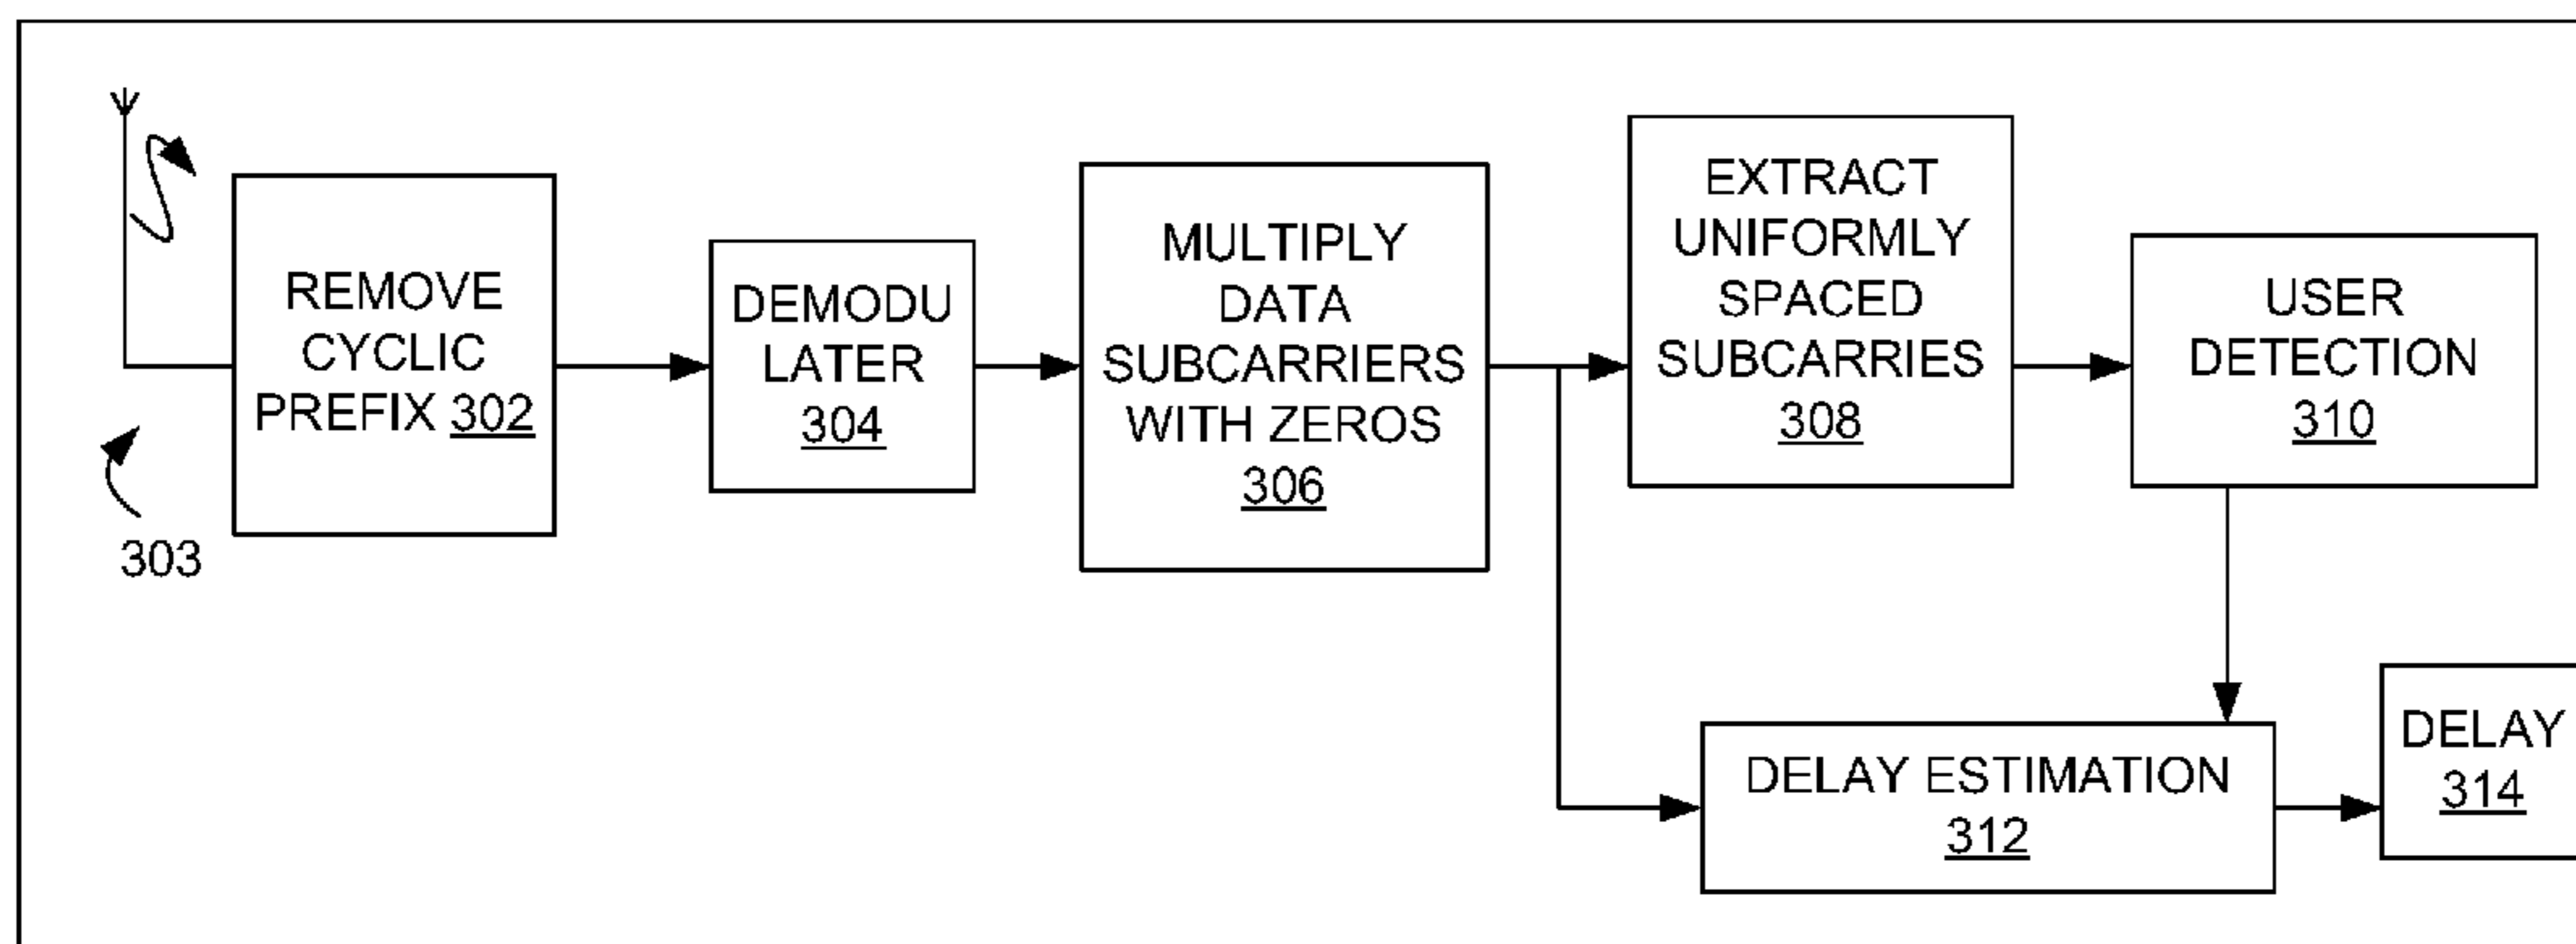 REMOVE
CYCLIC
PREFIX 302
303
DEMODU
LATER
304
MULTIPLY
DATA
SUBCARRIERS
WITH ZEROS
306
EXTRACT
UNIFORMLY
SPACED
SUBCARRIES
308
USER
DETECTION
310
DELAY ESTIMATION
312
DELAY
314